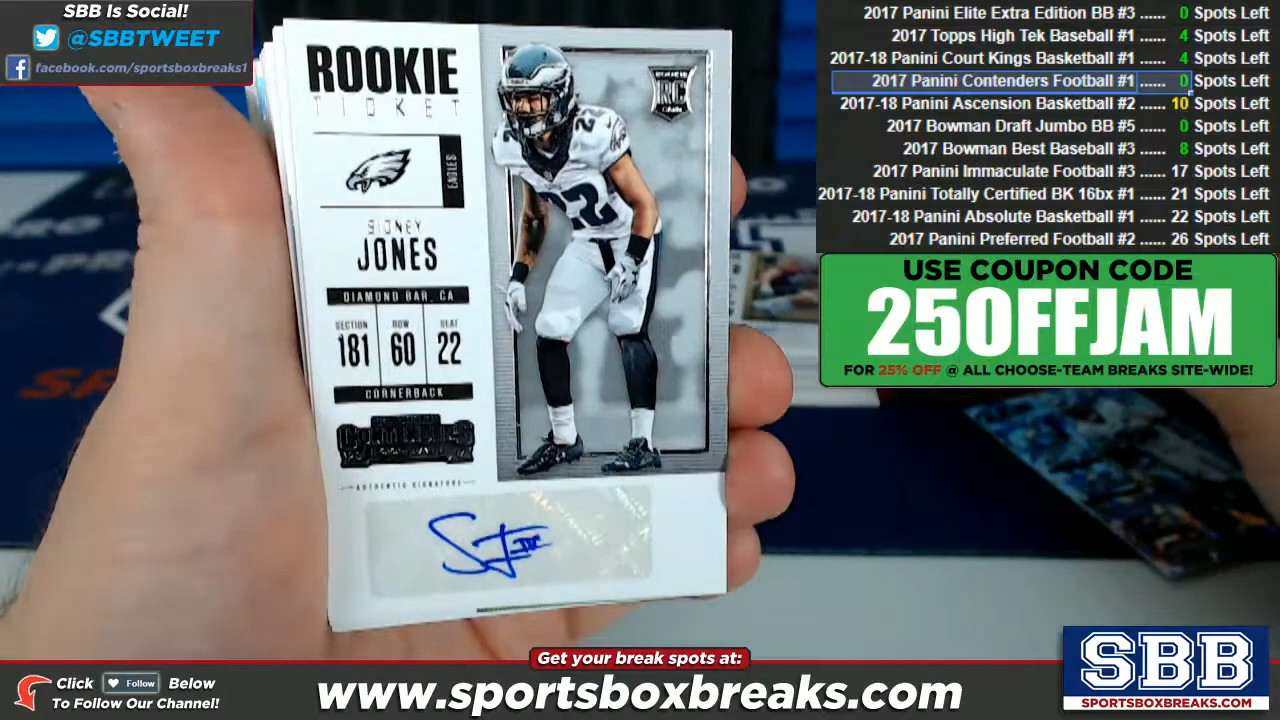 SBB Is Social!
@SBBTWEET
facebook.com/sportsboxbreaks1
ROOKIE
TICKET
EAGLES
SIDNEY
JONES
DIAMOND BAR, CA
SECTION ROW SEAT
181 60 22
CORNERBACK
CONTENDERS
AUTHENTIC SIGNATURE
RC
22
2017 Panini Elite Extra Edition BB #3 ...... 0 Spots Left
2017 Topps High Tek Baseball #1 ...... 4 Spots Left
2017-18 Panini Court Kings Basketball #1 ...... 4 Spots Left
2017 Panini Contenders Football #1 ...... 0 Spots Left
2017-18 Panini Ascension Basketball #2 ...... 10 Spots Left
2017 Bowman Draft Jumbo BB #5 ...... 0 Spots Left
2017 Bowman Best Baseball #3 ...... 8 Spots Left
2017 Panini Immaculate Football #3 ...... 17 Spots Left
2017-18 Panini Totally Certified BK 16bx #1 ...... 21 Spots Left
2017-18 Panini Absolute Basketball #1 ...... 22 Spots Left
2017 Panini Preferred Football #2 ...... 26 Spots Left
USE COUPON CODE
25OFFJAM
FOR 25% OFF @ ALL CHOOSE-TEAM BREAKS SITE-WIDE!
Get your break spots at:
Click Follow Below
To Follow Our Channel!
www.sportsboxbreaks.com
SBB
SPORTSBOXBREAKS.COM